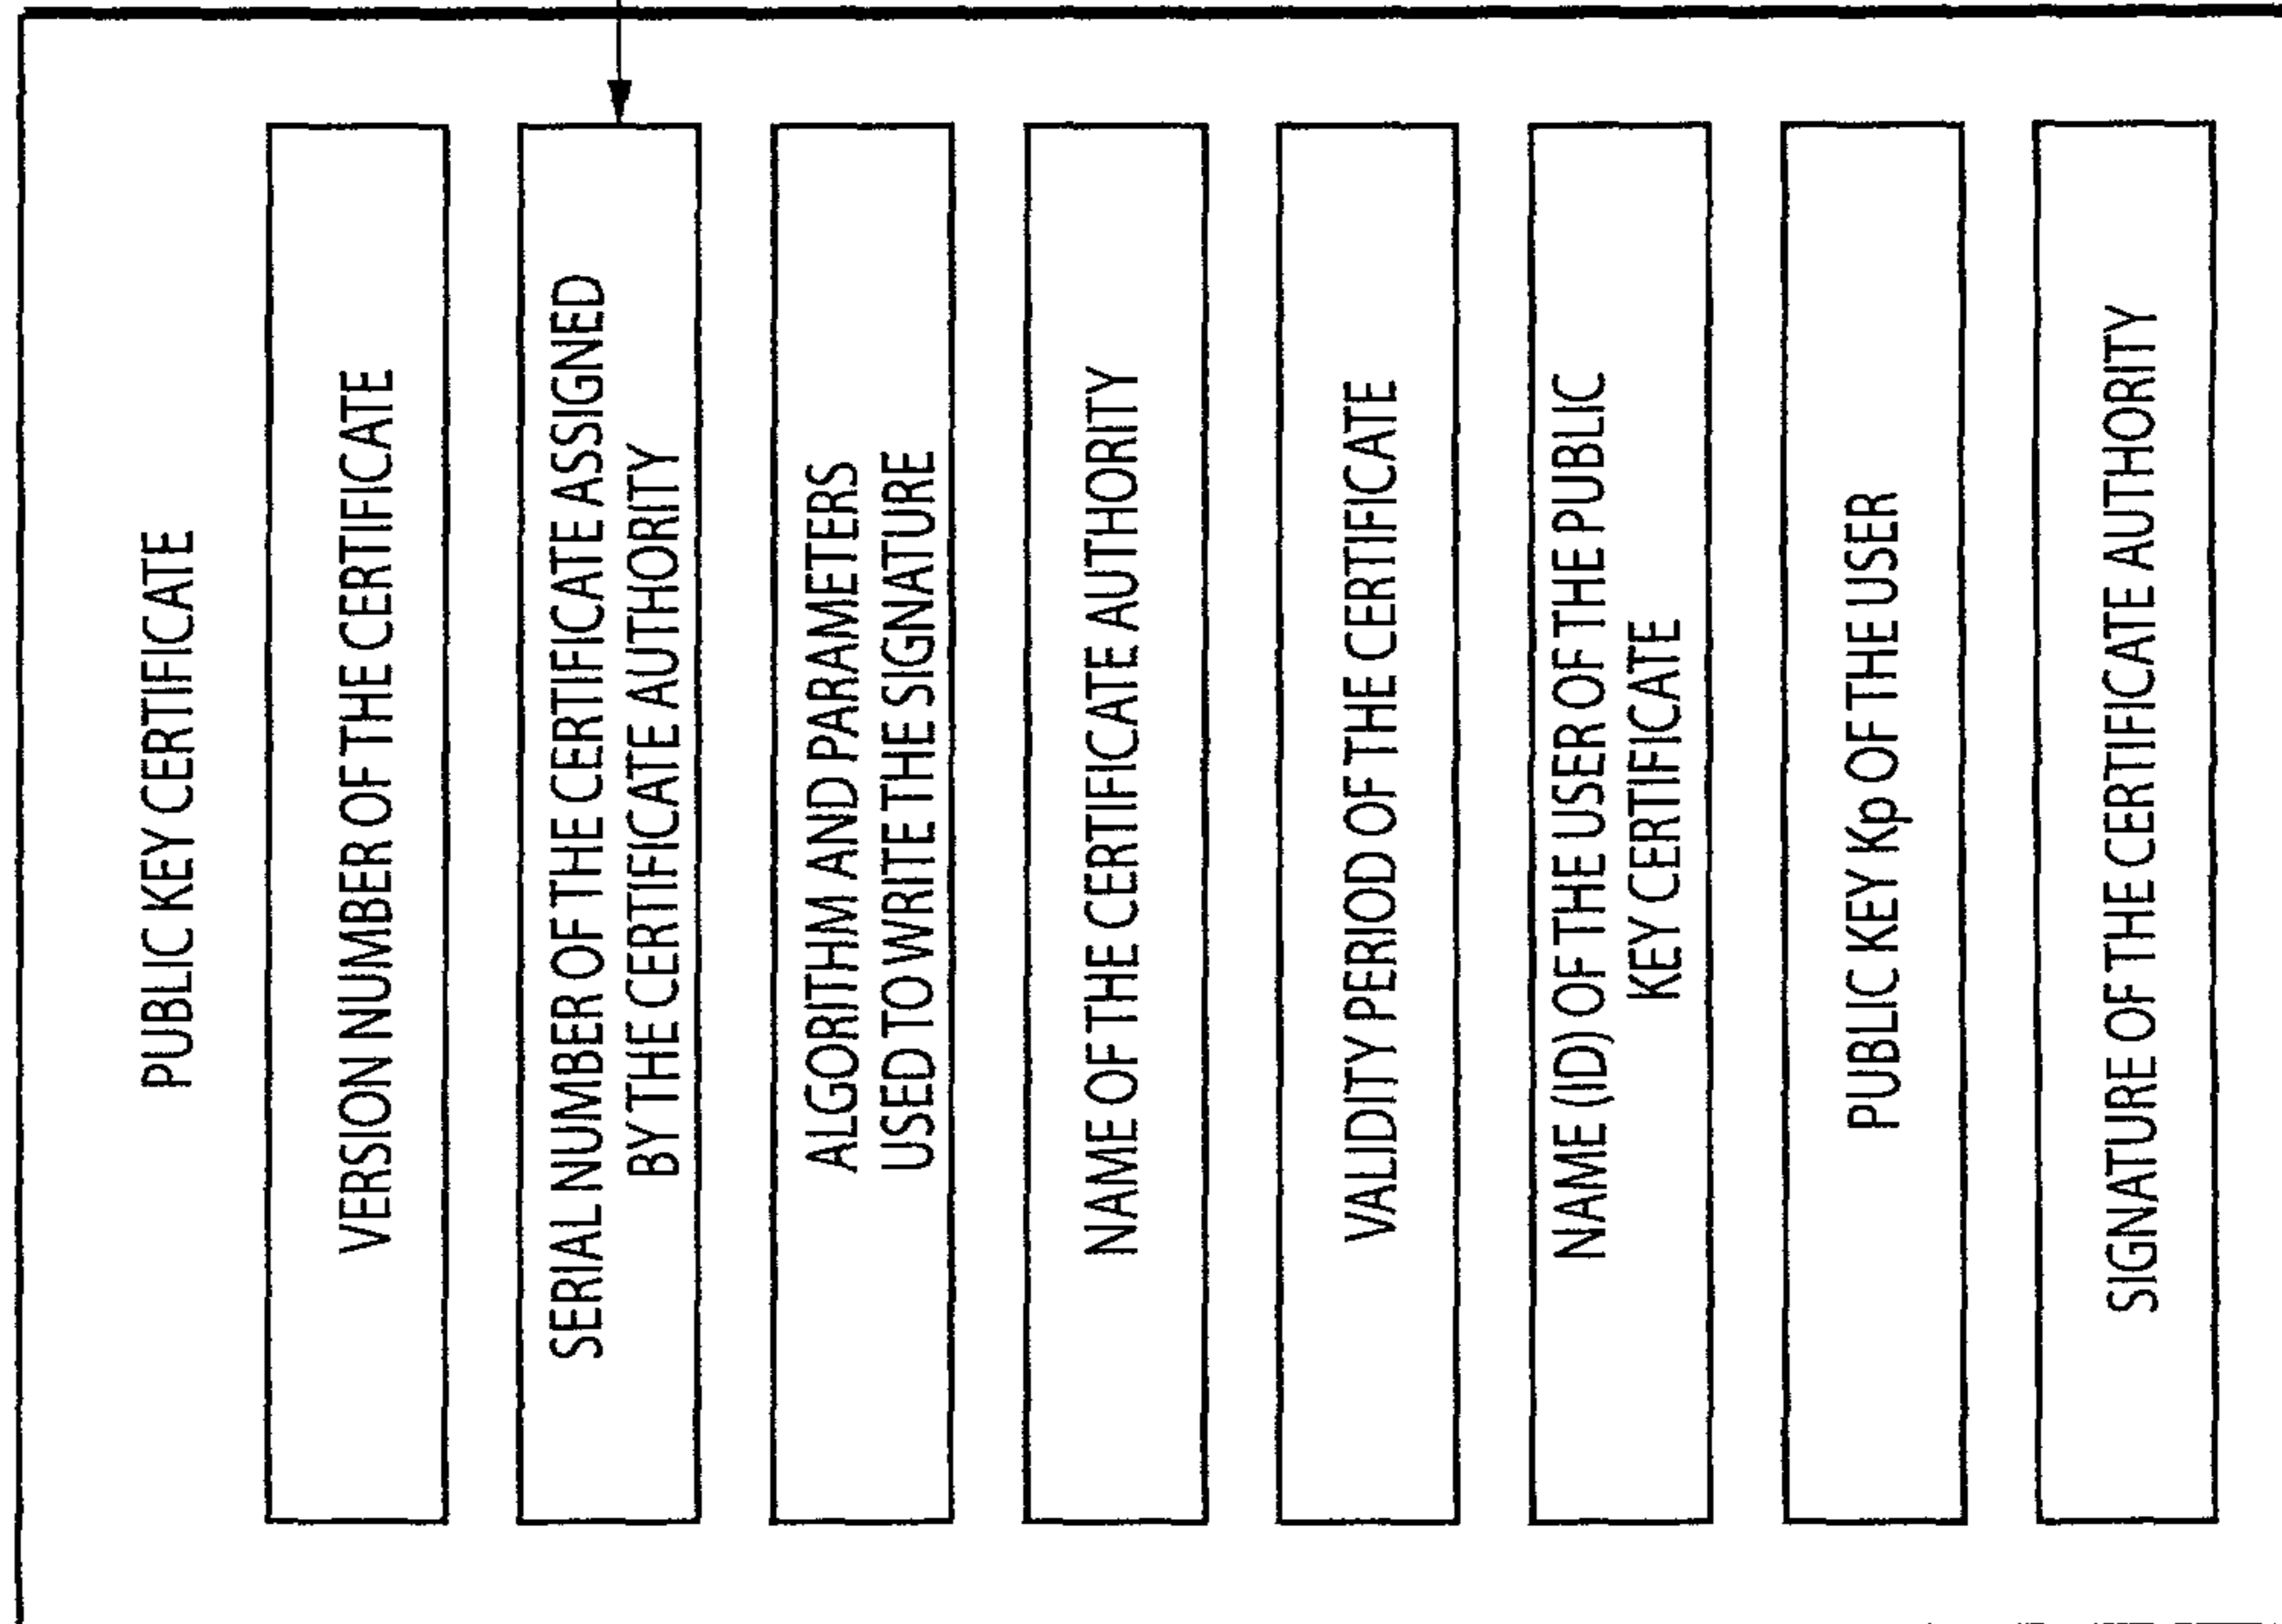 PUBLIC KEY CERTIFICATE
VERSION NUMBER OF THE CERTIFICATE
SERIAL NUMBER OF THE CERTIFICATE ASSIGNED
BY THE CERTIFICATE AUTHORITY
ALGORITHM AND PARAMETERS
USED TO WRITE THE SIGNATURE
NAME OF THE CERTIFICATE AUTHORITY
VALIDITY PERIOD OF THE CERTIFICATE
NAME (ID) OF THE USER OF THE PUBLIC
KEY CERTIFICATE
PUBLIC KEY Kp OF THE USER
SIGNATURE OF THE CERTIFICATE AUTHORITY